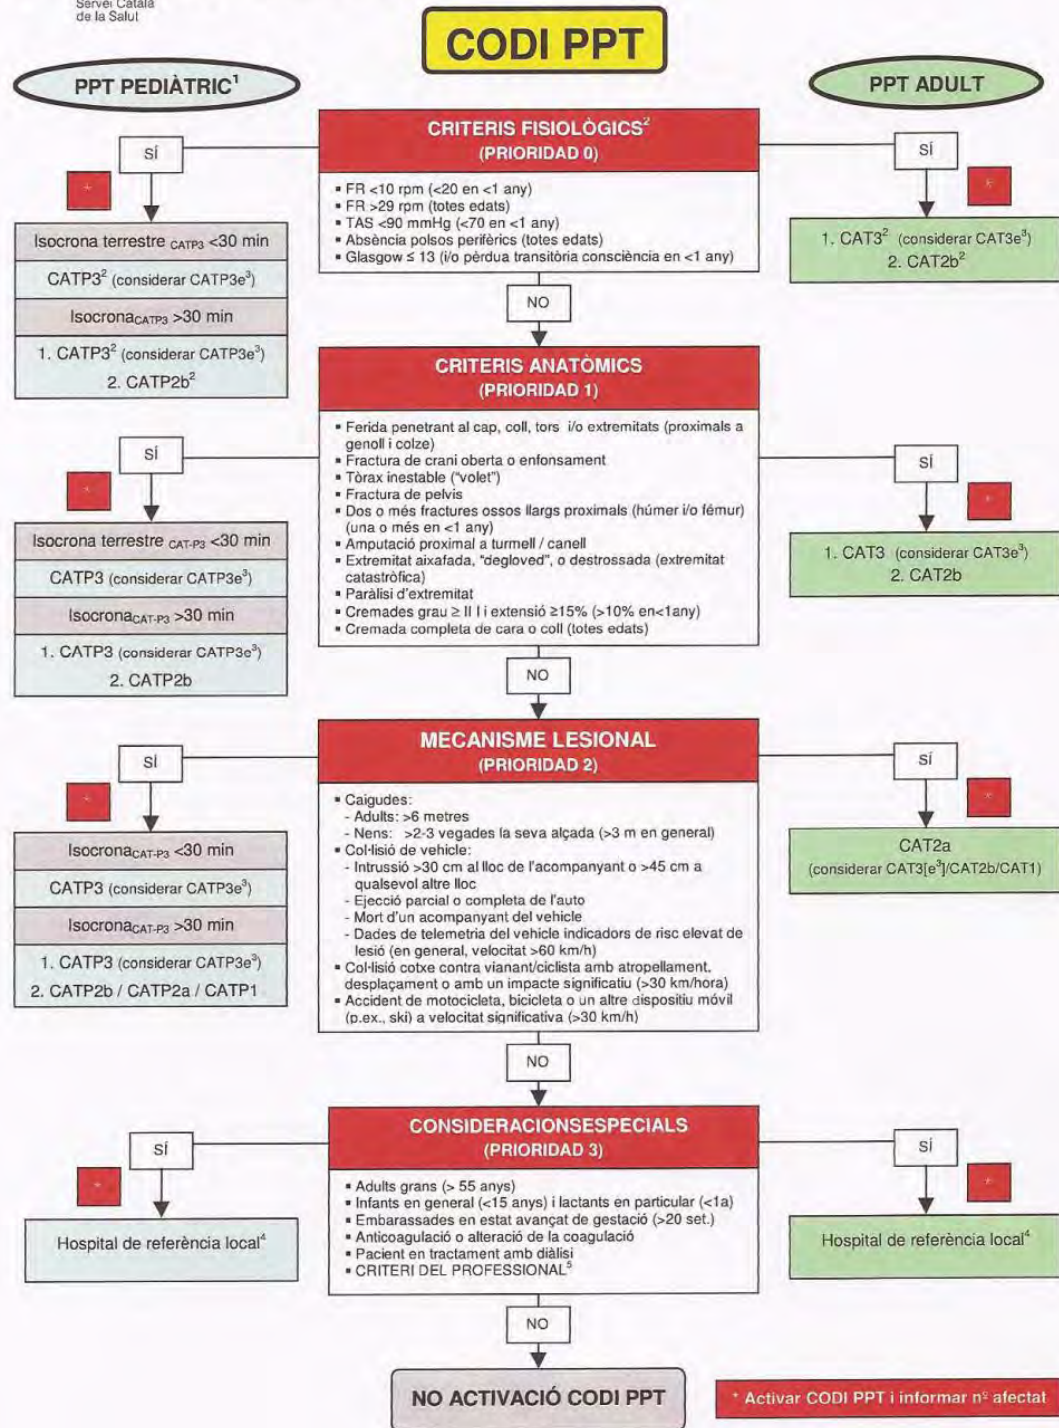 Servei Català
de la Salut
CODI PPT
PPT PEDIÀTRIC¹
PPT ADULT
CRITERIS FISIOLÒGICS²
(PRIORIDAD 0)
▪ FR <10 rpm (<20 en <1 any)
▪ FR >29 rpm (totes edats)
▪ TAS <90 mmHg (<70 en <1 any)
▪ Absència polsos perifèrics (totes edats)
▪ Glasgow ≤ 13 (i/o pèrdua transitòria consciència en <1 any)
SÍ
*
Isocrona terrestre CATP3 <30 min
CATP3² (considerar CATP3e³)
Isocrona CATP3 >30 min
1. CATP3² (considerar CATP3e³)
2. CATP2b²
SÍ
*
1. CAT3² (considerar CAT3e³)
2. CAT2b²
NO
CRITERIS ANATÒMICS
(PRIORIDAD 1)
▪ Ferida penetrant al cap, coll, tors i/o extremitats (proximals a
genoll i colze)
▪ Fractura de crani oberta o enfonsament
▪ Tòrax inestable ("volet")
▪ Fractura de pelvis
▪ Dos o més fractures ossos llargs proximals (húmer i/o fémur)
(una o més en <1 any)
▪ Amputació proximal a turmell / canell
▪ Extremitat aixafada, "degloved", o destrossada (extremitat
catastròfica)
▪ Paràlisi d'extremitat
▪ Cremades grau ≥ II I i extensió ≥15% (>10% en<1any)
▪ Cremada completa de cara o coll (totes edats)
SÍ
*
Isocrona terrestre CAT-P3 <30 min
CATP3 (considerar CATP3e³)
Isocrona CAT-P3 >30 min
1. CATP3 (considerar CATP3e³)
2. CATP2b
SÍ
*
1. CAT3 (considerar CAT3e³)
2. CAT2b
NO
MECANISME LESIONAL
(PRIORIDAD 2)
▪ Caigudes:
- Adults: >6 metres
- Nens: >2-3 vegades la seva alçada (>3 m en general)
▪ Col·lisió de vehicle:
- Intrussió >30 cm al lloc de l'acompanyant o >45 cm a
qualsevol altre lloc
- Ejecció parcial o completa de l'auto
- Mort d'un acompanyant del vehicle
- Dades de telemetria del vehicle indicadors de risc elevat de
lesió (en general, velocitat >60 km/h)
▪ Col·lisió cotxe contra vianant/ciclista amb atropellament,
desplaçament o amb un impacte significatiu (>30 km/hora)
▪ Accident de motocicleta, bicicleta o un altre dispositiu móvil
(p.ex., ski) a velocitat significativa (>30 km/h)
SÍ
*
Isocrona CAT-P3 <30 min
CATP3 (considerar CATP3e³)
Isocrona CAT-P3 >30 min
1. CATP3 (considerar CATP3e³)
2. CATP2b / CATP2a / CATP1
SÍ
*
CAT2a
(considerar CAT3[e³]/CAT2b/CAT1)
NO
CONSIDERACIONSESPECIALS
(PRIORIDAD 3)
▪ Adults grans (> 55 anys)
▪ Infants en general (<15 anys) i lactants en particular (<1a)
▪ Embarassades en estat avançat de gestació (>20 set.)
▪ Anticoagulació o alteració de la coagulació
▪ Pacient en tractament amb diàlisi
▪ CRITERI DEL PROFESSIONAL⁵
SÍ
*
Hospital de referència local⁴
SÍ
*
Hospital de referència local⁴
NO
NO ACTIVACIÓ CODI PPT
* Activar CODI PPT i informar nº afectat